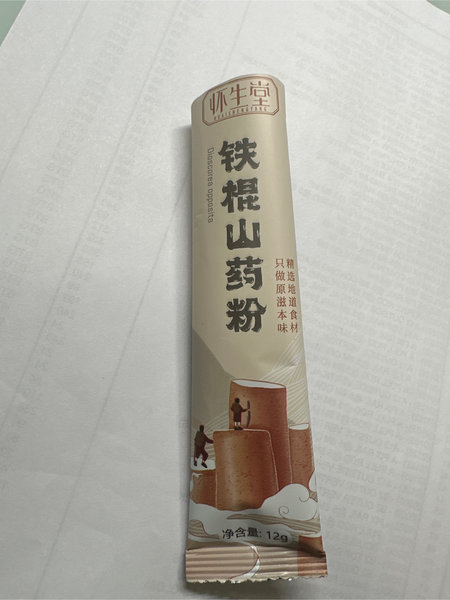 怀生堂
HUAISHENGTANG
铁棍山药粉
Dioscorea opposita
精选地道食材
只做原滋本味
净含量: 12g